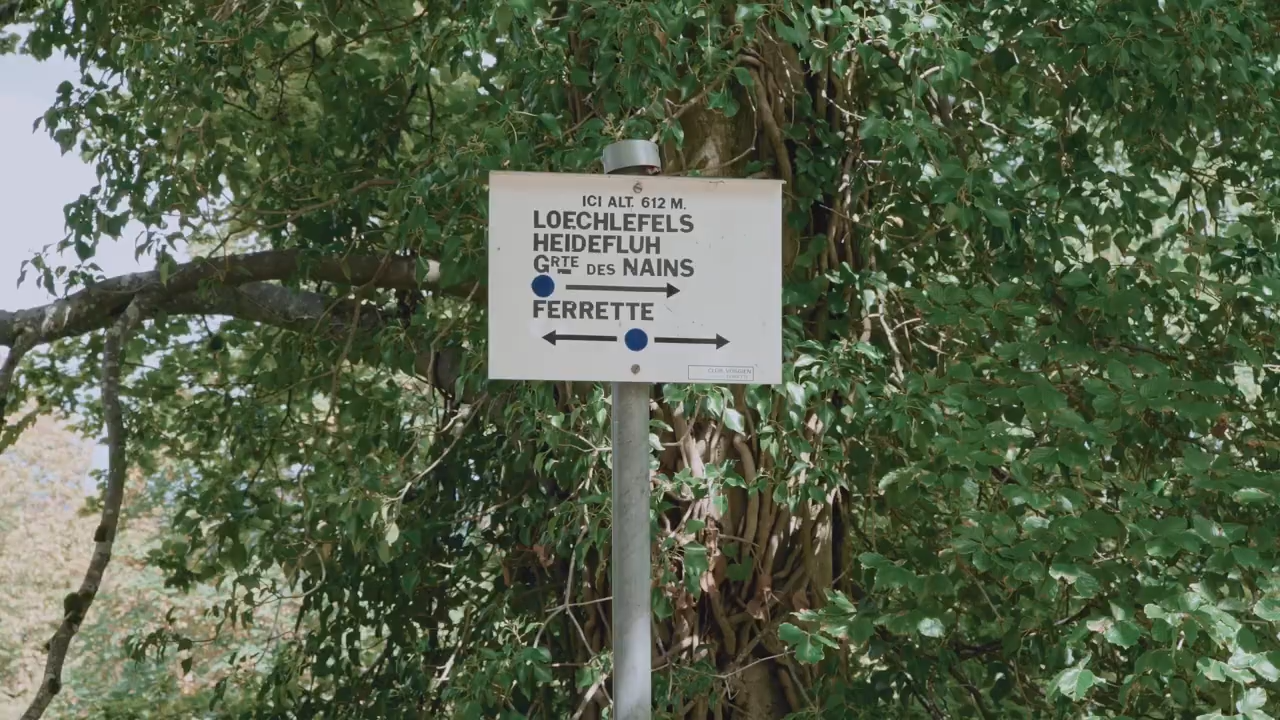 ICI ALT. 612 M.
LOECHLEFELS
HEIDEFLUH
GRTE DES NAINS
FERRETTE